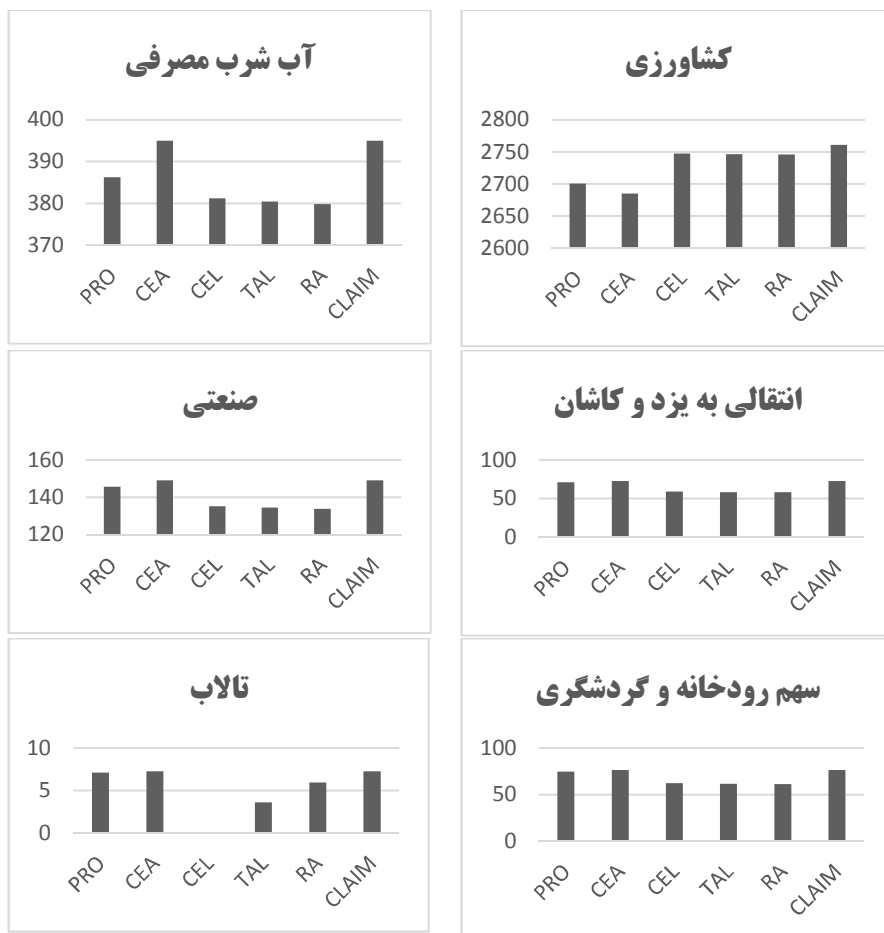 آب شرب مصرفی
400
390
380
370
PRO CEA CEL TAL RA CLAIM
کشاورزی
2800
2750
2700
2650
2600
PRO CEA CEL TAL RA CLAIM
صنعتی
160
140
120
PRO CEA CEL TAL RA CLAIM
انتقالی به یزد و کاشان
100
50
0
PRO CEA CEL TAL RA CLAIM
تالاب
10
5
0
PRO CEA CEL TAL RA CLAIM
سهم رودخانه و گردشگری
100
50
0
PRO CEA CEL TAL RA CLAIM